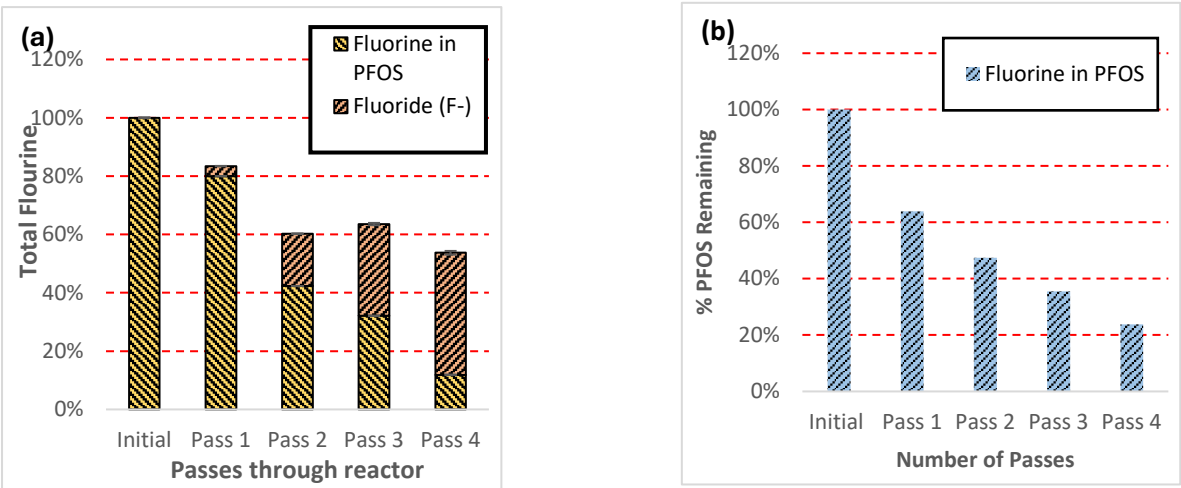 (a)
Fluorine in
PFOS
Fluoride (F-)
Total Flourine
120%
100%
80%
60%
40%
20%
0%
Initial Pass 1 Pass 2 Pass 3 Pass 4
Passes through reactor
(b)
Fluorine in PFOS
% PFOS Remaining
120%
100%
80%
60%
40%
20%
0%
Initial Pass 1 Pass 2 Pass 3 Pass 4
Number of Passes